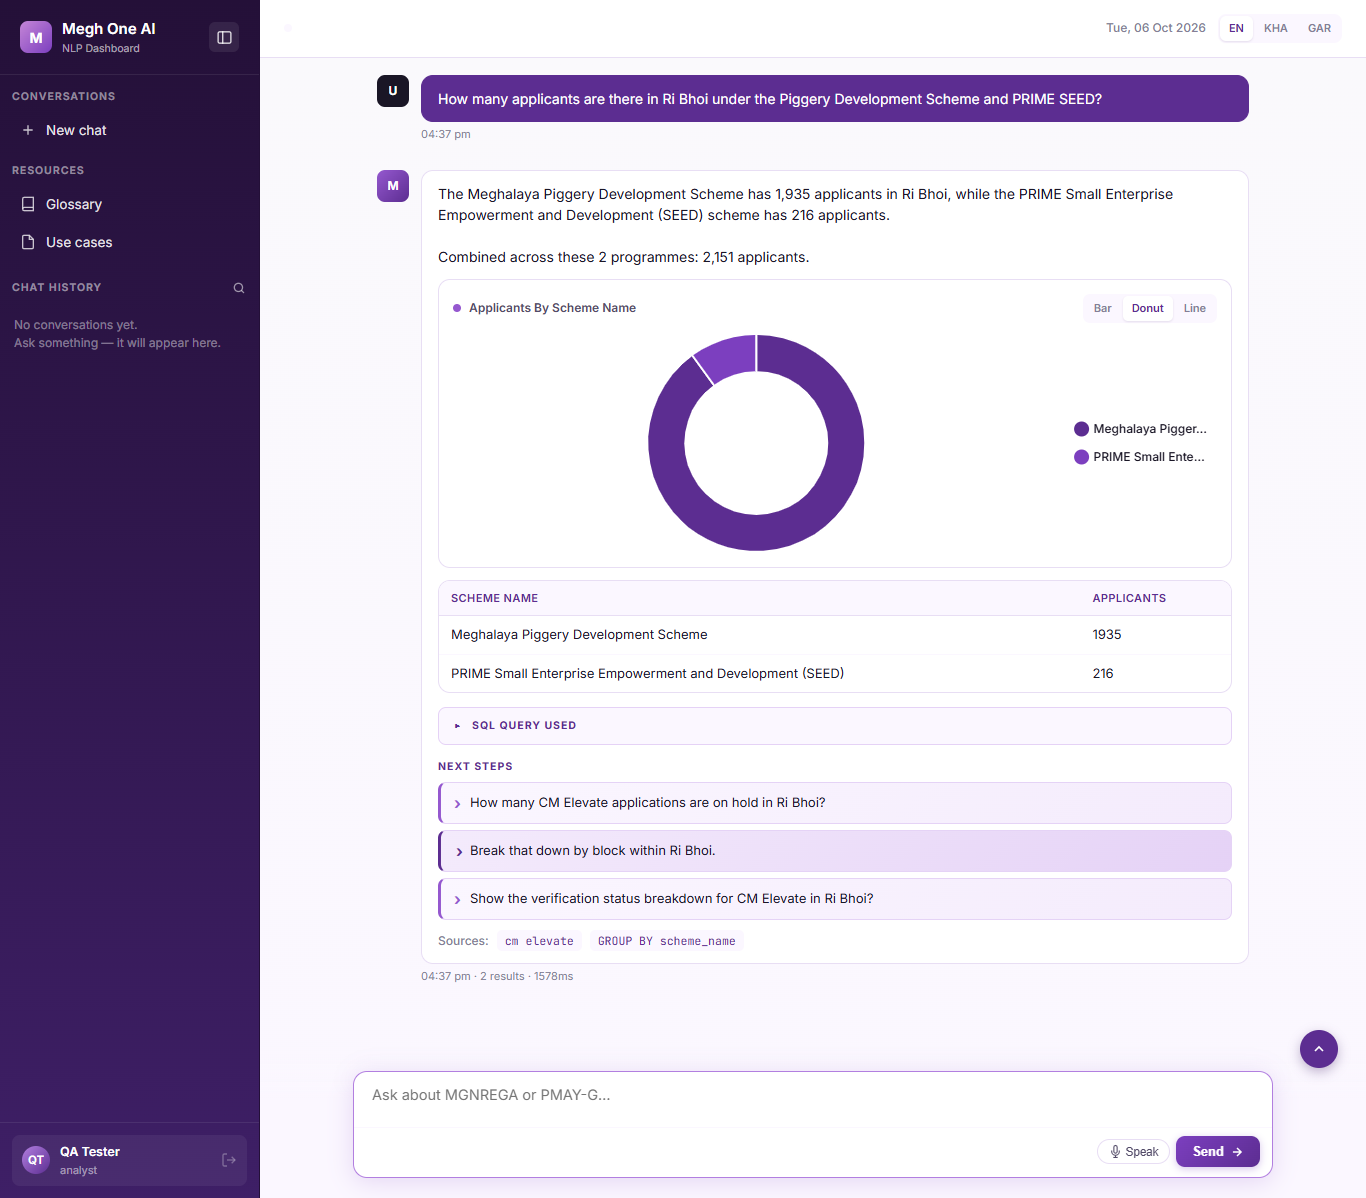 M
Megh One AI
NLP Dashboard
CONVERSATIONS
+ New chat
RESOURCES
Glossary
Use cases
CHAT HISTORY
No conversations yet.
Ask something — it will appear here.
QT
QA Tester
analyst
Tue, 06 Oct 2026
EN KHA GAR
U
How many applicants are there in Ri Bhoi under the Piggery Development Scheme and PRIME SEED?
04:37 pm
M
The Meghalaya Piggery Development Scheme has 1,935 applicants in Ri Bhoi, while the PRIME Small Enterprise
Empowerment and Development (SEED) scheme has 216 applicants.
Combined across these 2 programmes: 2,151 applicants.
Applicants By Scheme Name
Bar Donut Line
Meghalaya Pigger...
PRIME Small Ente...
SCHEME NAME APPLICANTS
Meghalaya Piggery Development Scheme 1935
PRIME Small Enterprise Empowerment and Development (SEED) 216
SQL QUERY USED
NEXT STEPS
How many CM Elevate applications are on hold in Ri Bhoi?
Break that down by block within Ri Bhoi.
Show the verification status breakdown for CM Elevate in Ri Bhoi?
Sources: cm elevate GROUP BY scheme_name
04:37 pm · 2 results · 1578ms
Ask about MGNREGA or PMAY-G...
Speak
Send →